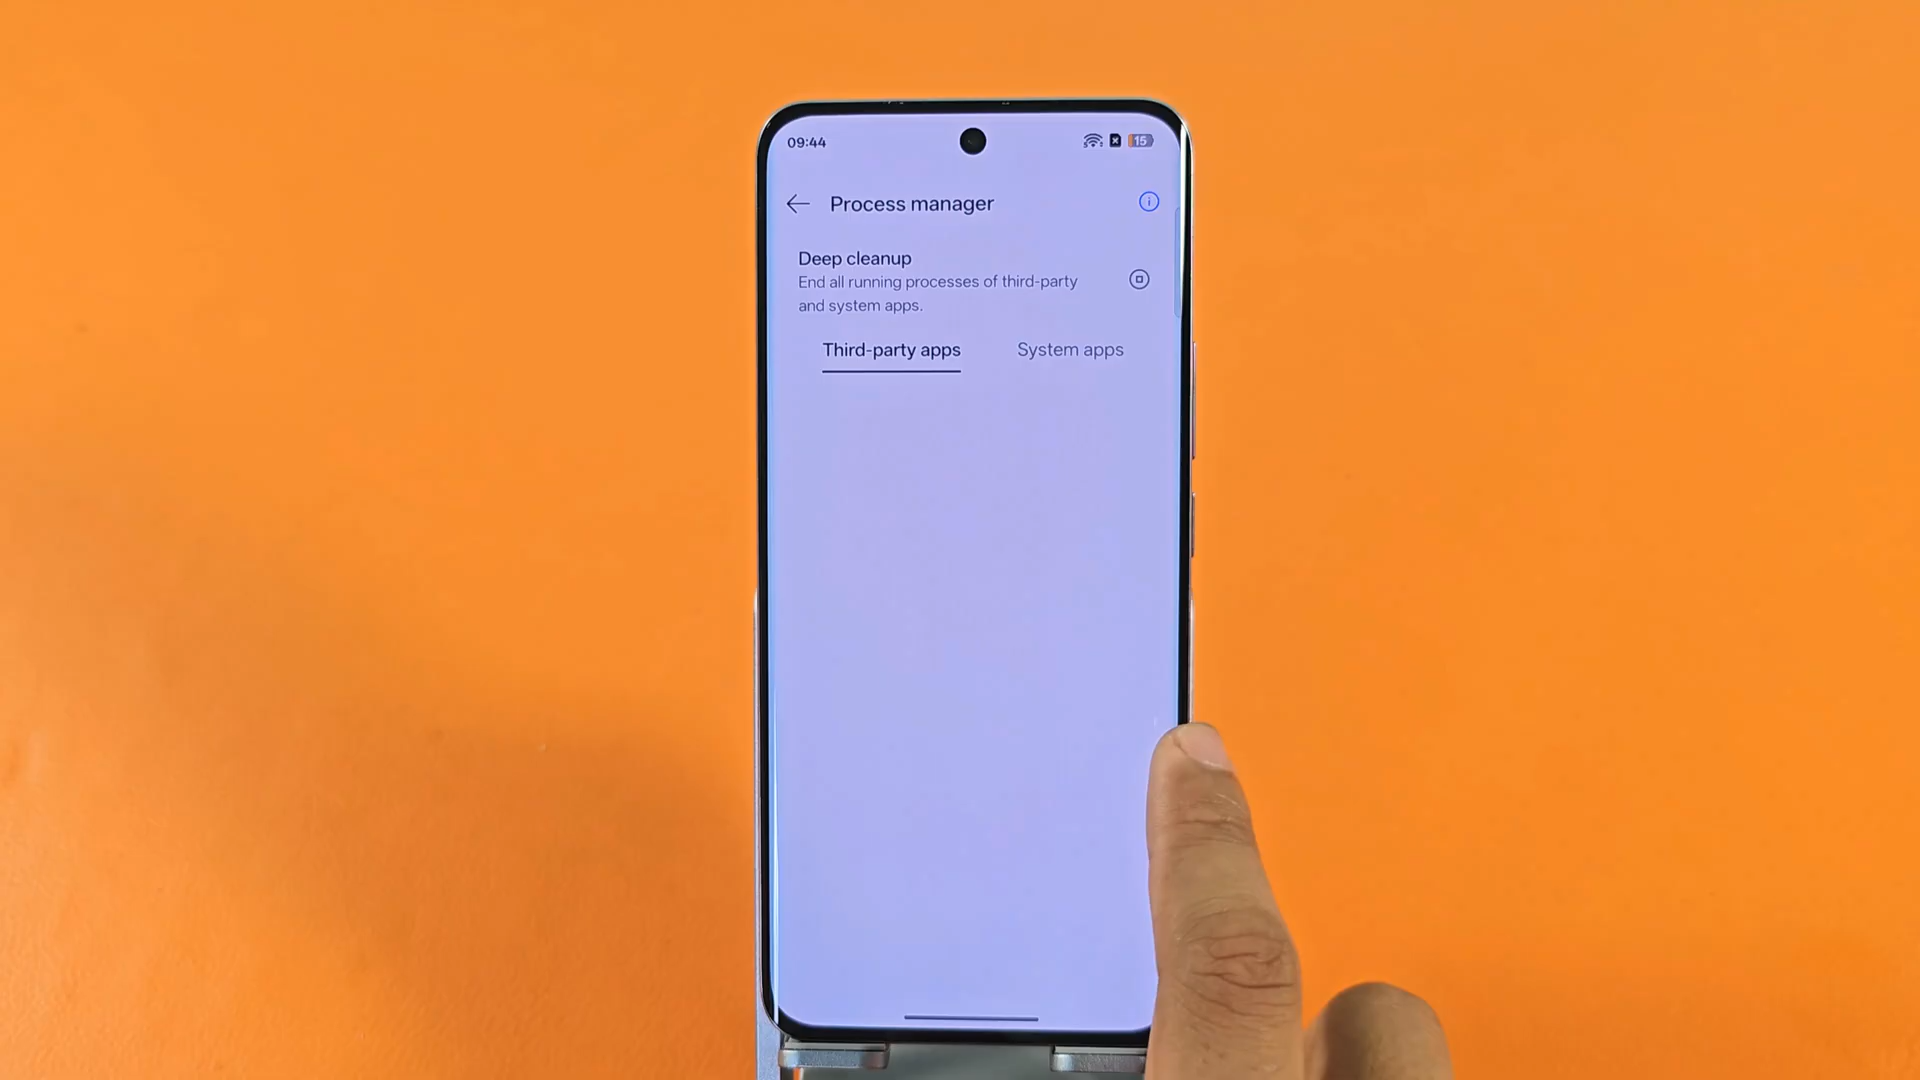 09:44
15
Process manager
Deep cleanup
End all running processes of third-party
and system apps.
Third-party apps
System apps